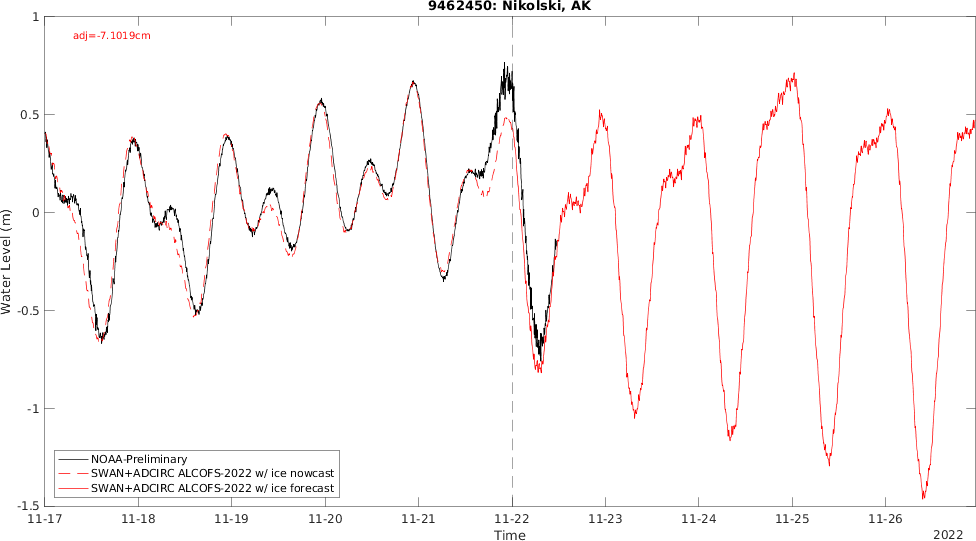 9462450: Nikolski, AK
adj=-7.1019cm
Water Level (m)
1
0.5
0
-0.5
-1
-1.5
NOAA-Preliminary
SWAN+ADCIRC ALCOFS-2022 w/ ice nowcast
SWAN+ADCIRC ALCOFS-2022 w/ ice forecast
11-17 11-18 11-19 11-20 11-21 11-22 11-23 11-24 11-25 11-26
Time
2022